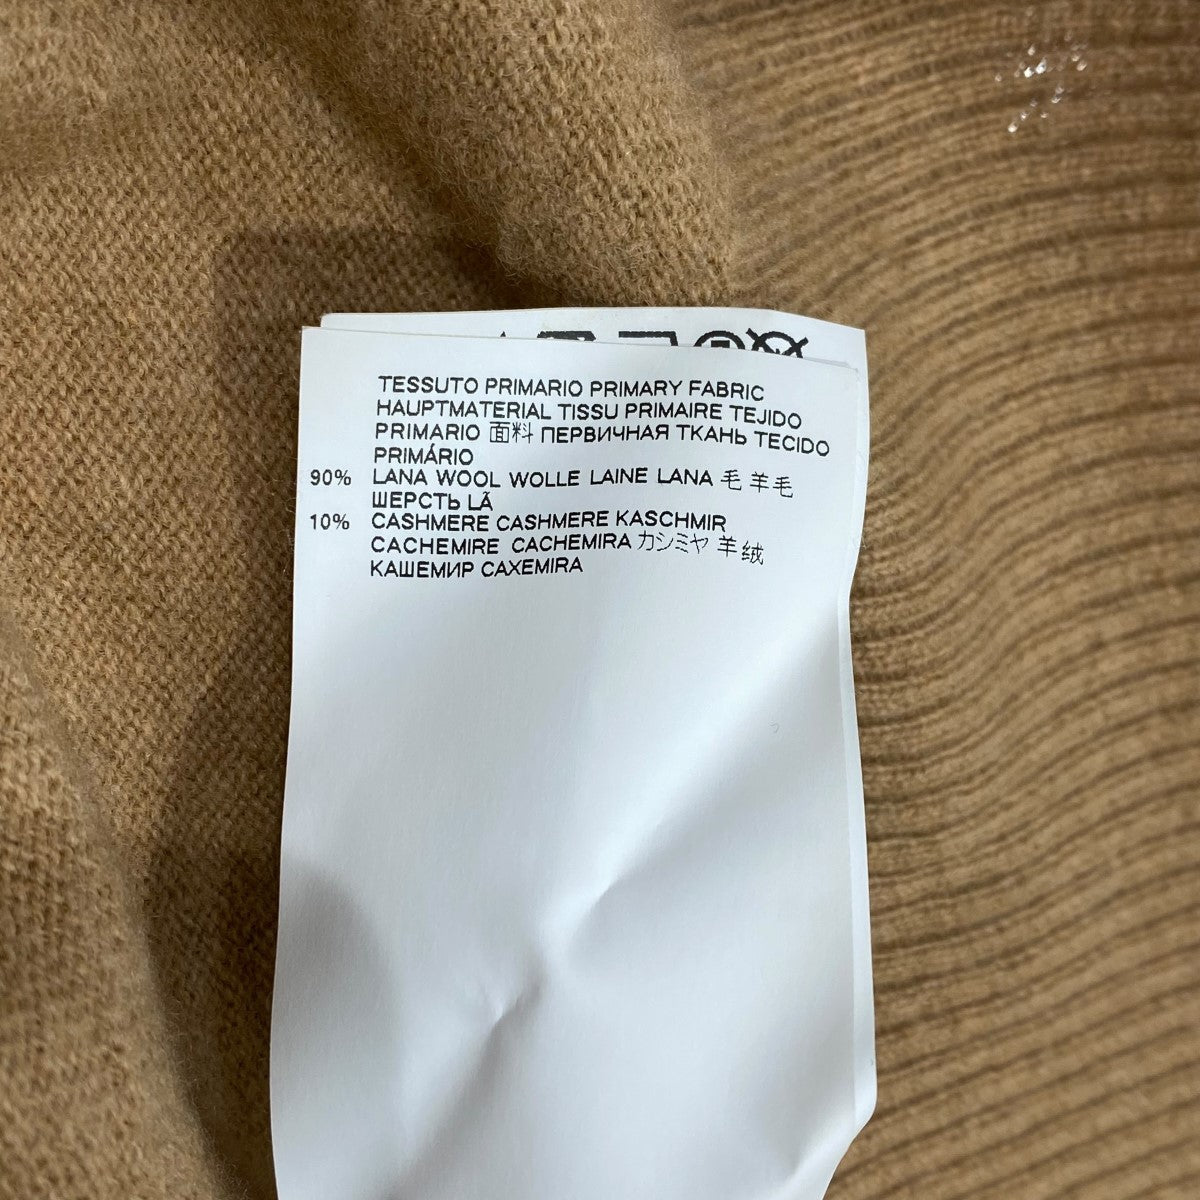 TESSUTO PRIMARIO PRIMARY FABRIC
HAUPTMATERIAL TISSU PRIMAIRE TEJIDO
PRIMARIO 面料 ПЕРВИЧНАЯ ТКАНЬ TECIDO
PRIMÁRIO
90% LANA WOOL WOLLE LAINE LANA 毛 羊毛
ШЕРСТЬ LÃ
10% CASHMERE CASHMERE KASCHMIR
CACHEMIRE CACHEMIRA カシミヤ 羊绒
КАШЕМИР CAXEMIRA